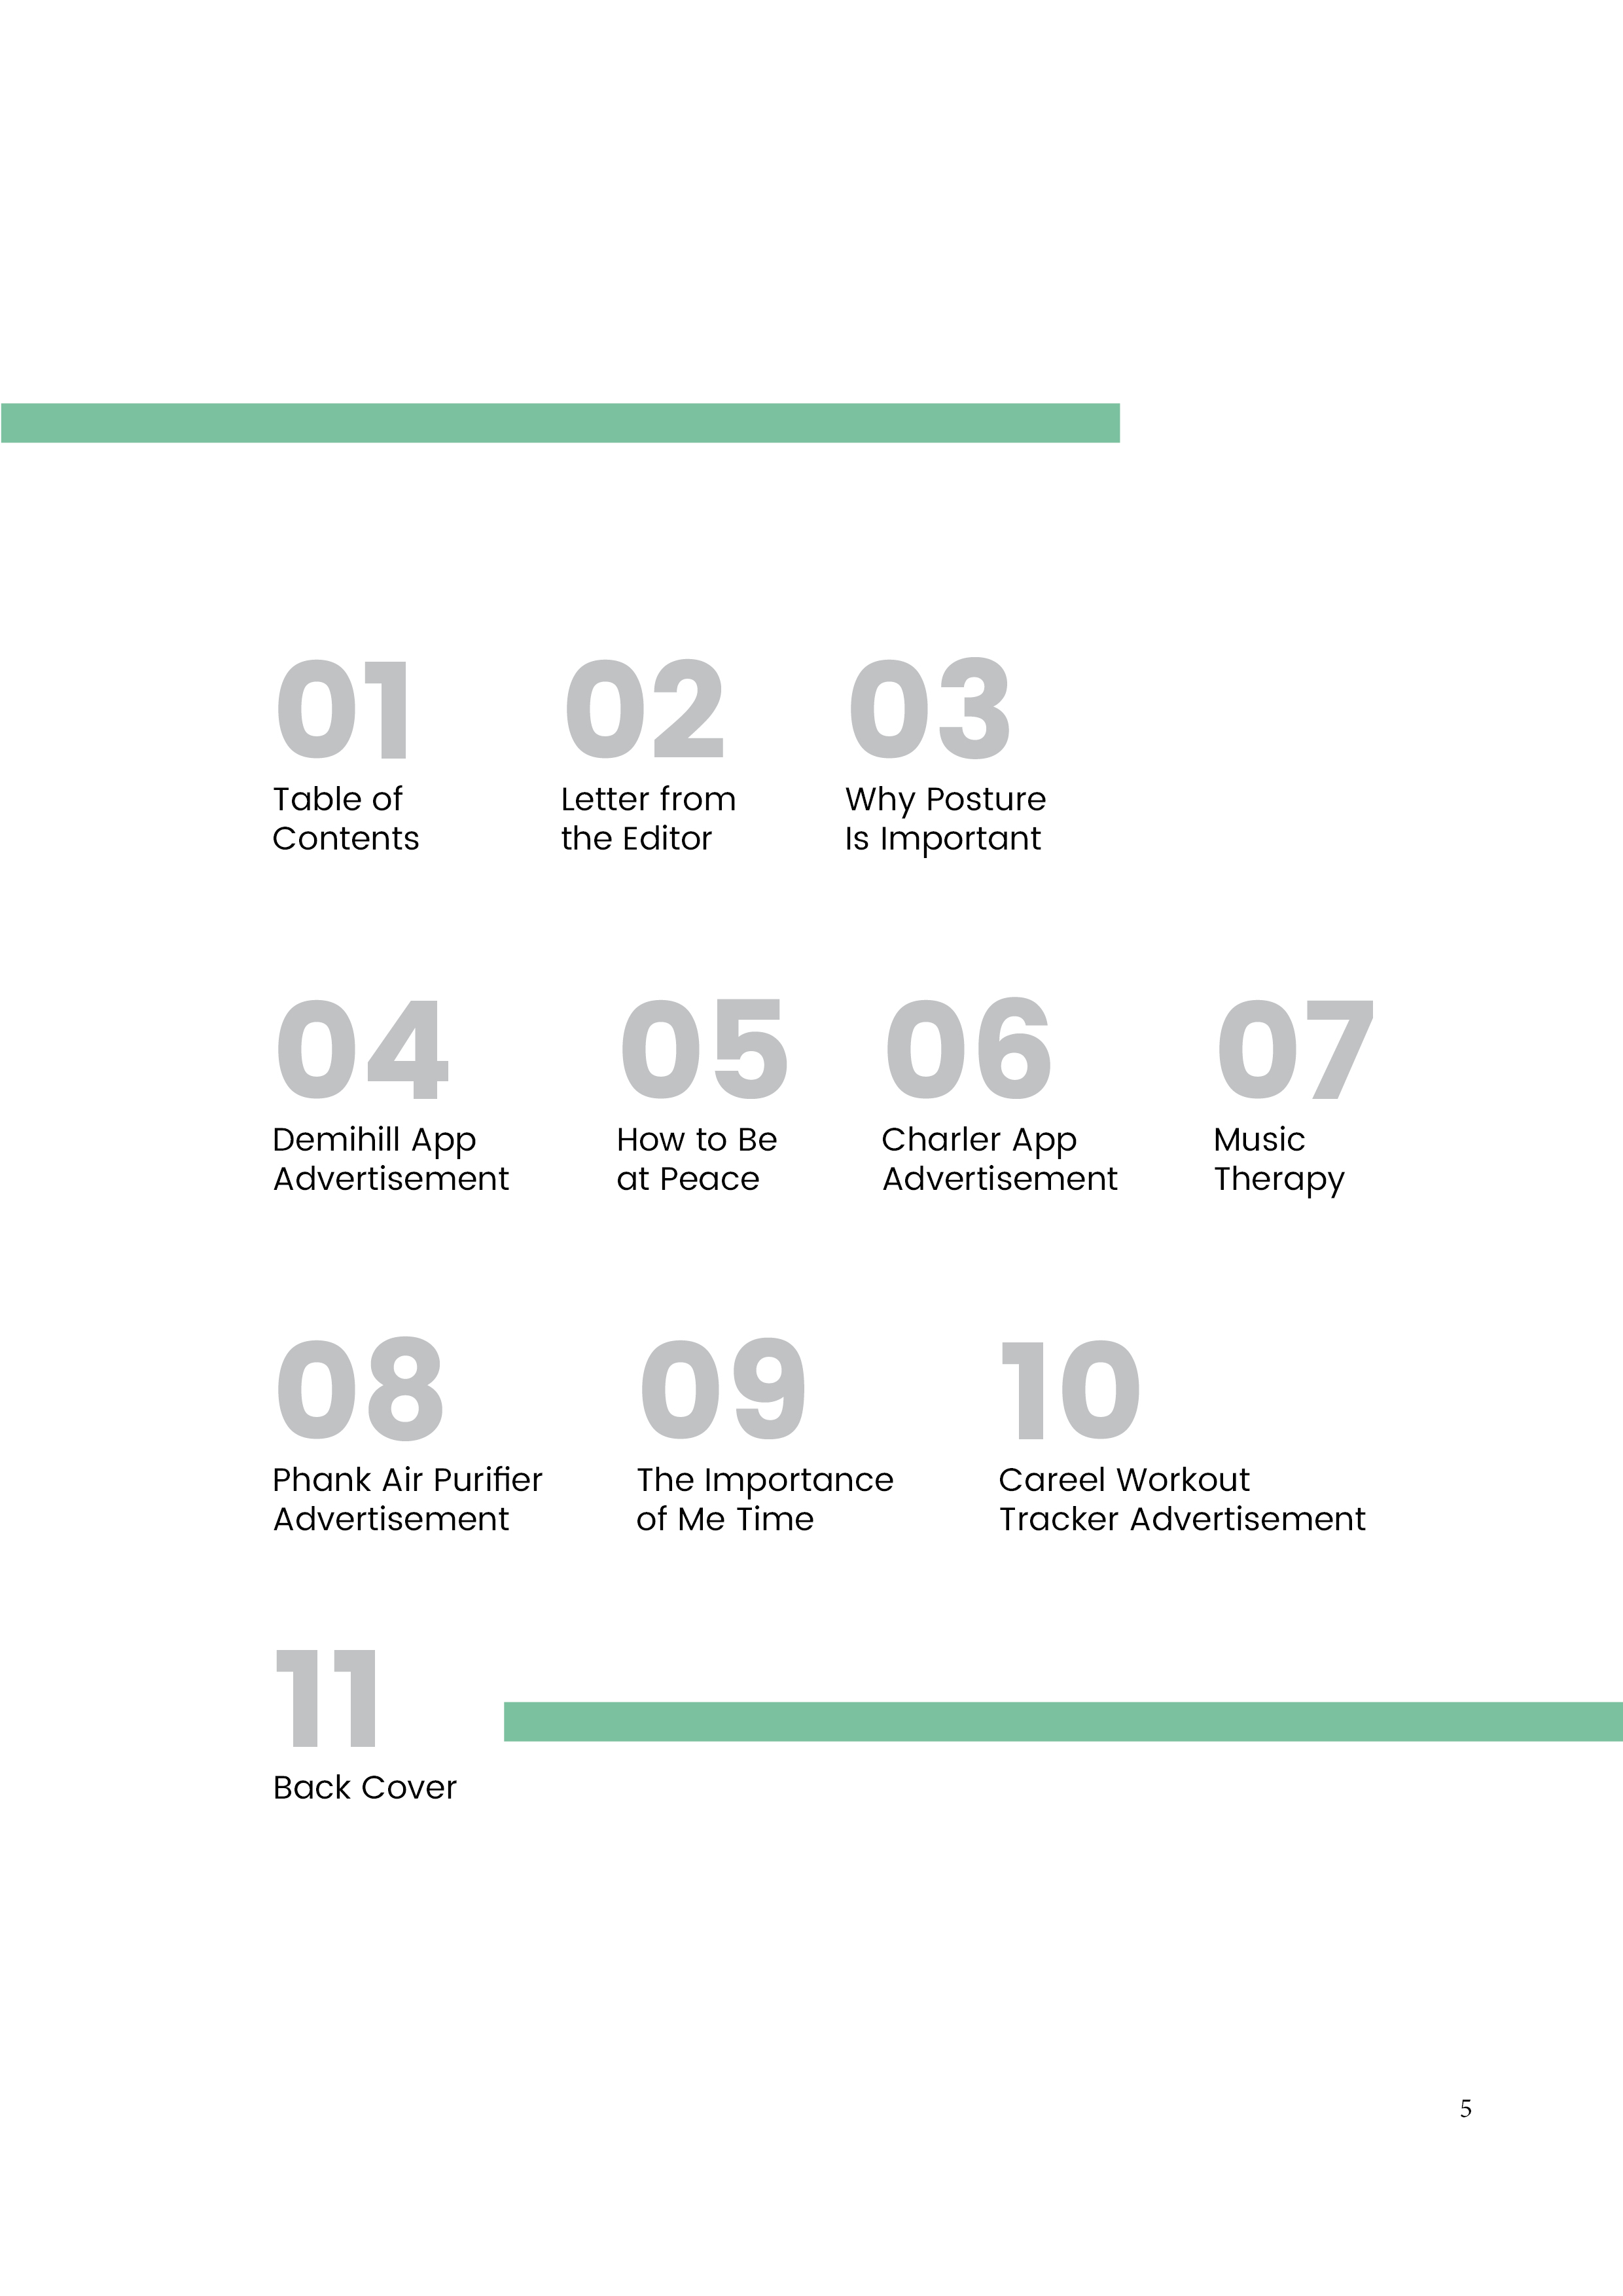 01
Table of
Contents
02
Letter from
the Editor
03
Why Posture
Is Important
04
Demihill App
Advertisement
05
How to Be
at Peace
06
Charler App
Advertisement
07
Music
Therapy
08
Phank Air Purifier
Advertisement
09
The Importance
of Me Time
10
Careel Workout
Tracker Advertisement
11
Back Cover
5